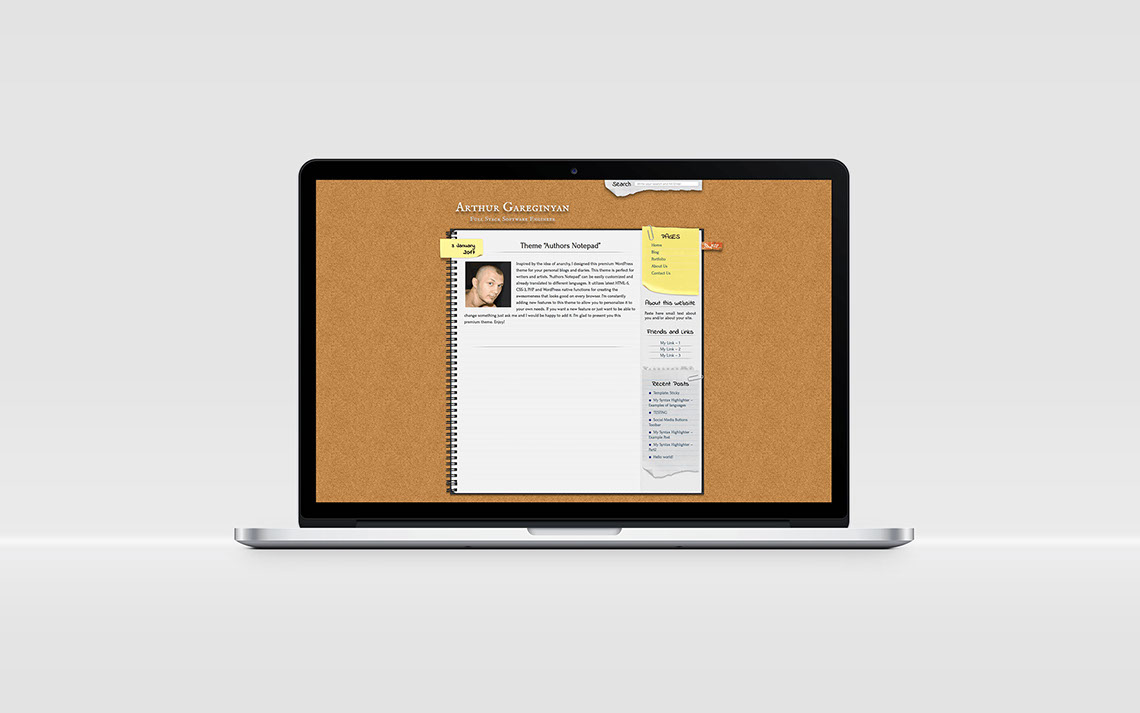 Search
Arthur Gareginyan
Full Stack Software Engineer
2 January
2017
Theme "Authors Notepad"
Inspired by the idea of anarchy, I designed this premium WordPress
theme for your personal blogs and diaries. This theme is perfect for
writers and artists. "Authors Notepad" can be easily customized and
already translated to different languages. It utilizes latest HTML-5,
CSS-3, PHP and WordPress native functions for creating the
awesomeness that looks good on every browser. I'm constantly
adding new features to this theme to allow you to personalize it to
your own needs. If you want a new feature or just want to be able to
change something just ask me and I would be happy to add it. I'm glad to present you this
premium theme. Enjoy!
PAGES
Home
Blog
Portfolio
About Us
Contact Us
About this website
Paste here small text about
you and/or about your site.
Friends and Links
My Link - 1
My Link - 2
My Link - 3
Recent Posts
Template: Sticky
My Syntax Highlighter –
Examples of languages
TESTING
Social Media Buttons
Toolbar
My Syntax Highlighter –
Example Post
My Syntax Highlighter –
Hello world!